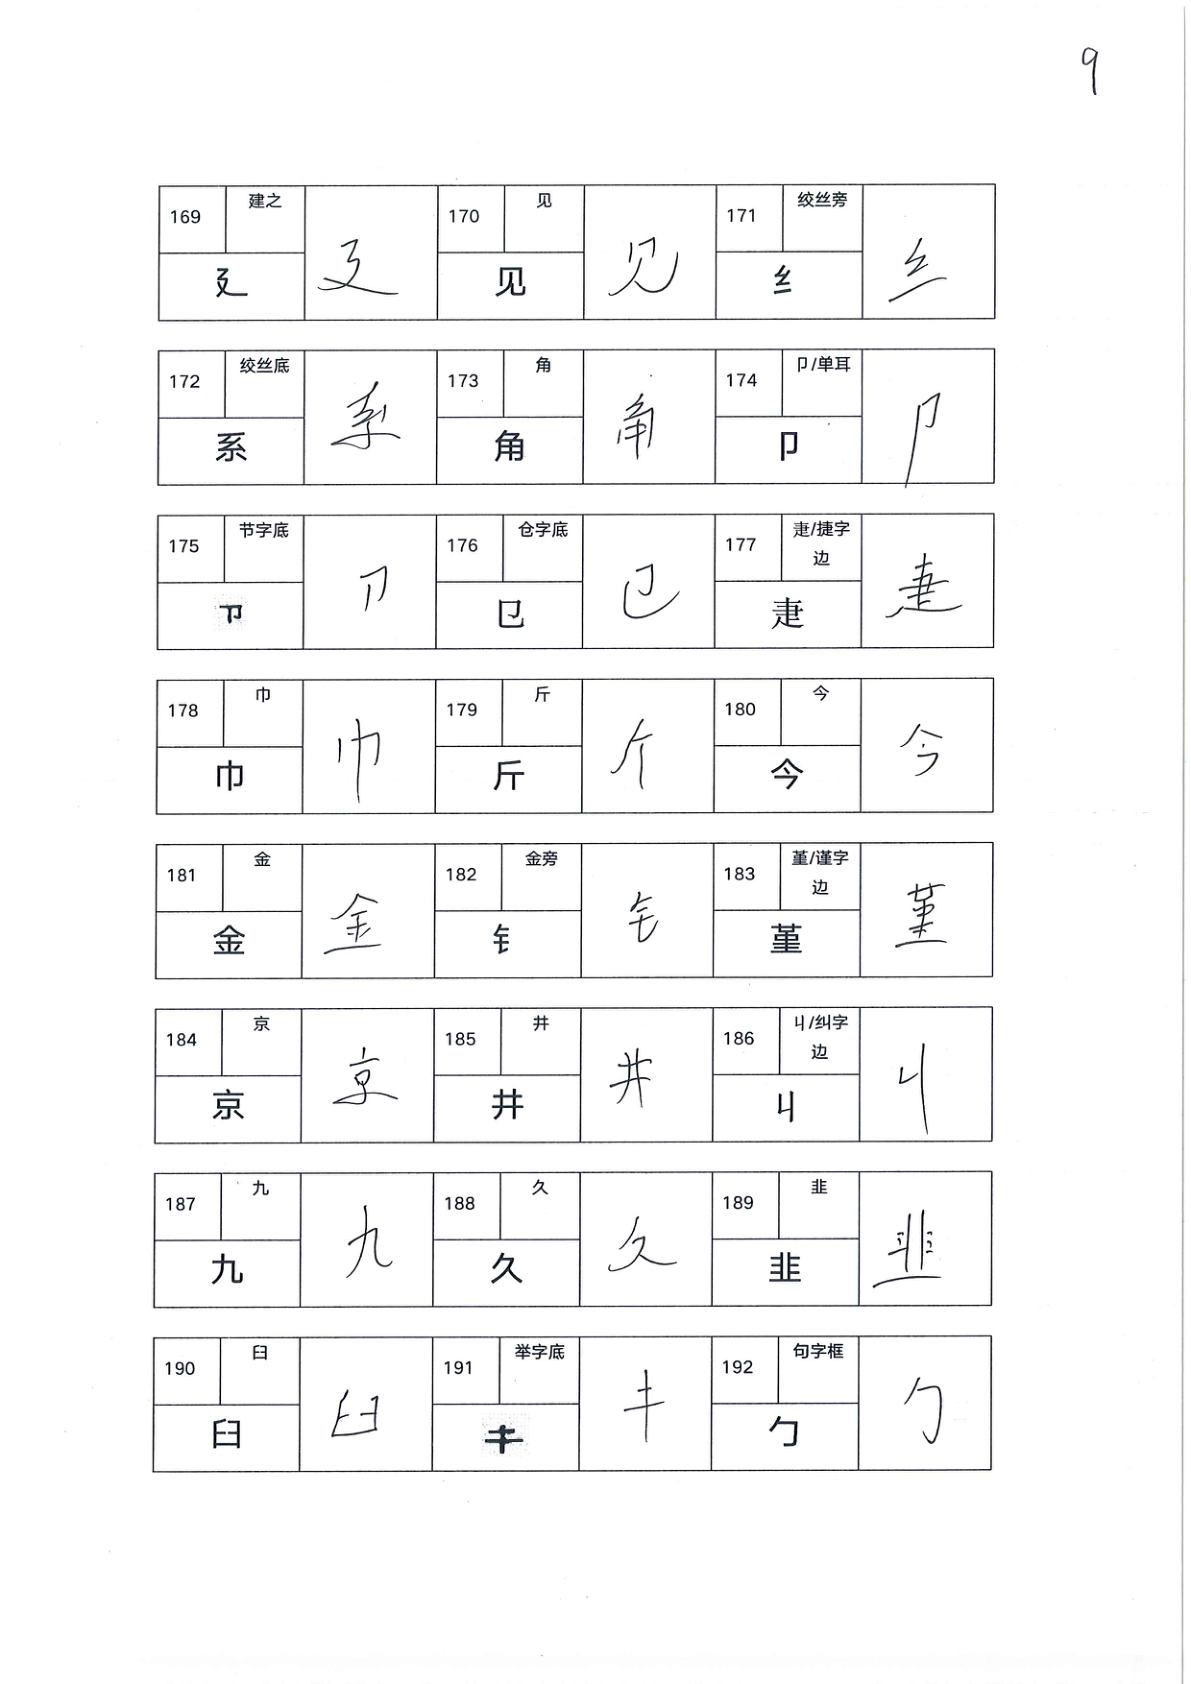 9
169 建之 廴 廴 170 见 见 见 171 绞丝旁 纟 纟
172 绞丝底 系 系 173 角 角 角 174 卩/单耳 卩 卩
175 节字底 176 仓字底 㔾 㔾 177 疌/捷字边 疌 疌
178 巾 巾 巾 179 斤 斤 斤 180 今 今 今
181 金 金 金 182 金旁 钅 钅 183 堇/谨字边 堇 堇
184 京 京 京 185 井 井 井 186 丩/纠字边 丩 丩
187 九 九 九 188 久 久 久 189 韭 韭 韭
190 臼 臼 臼 191 举字底 192 句字框 勹 勹